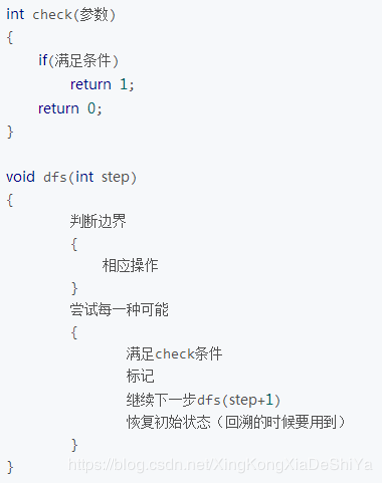 int check(参数)
{
if(满足条件)
return 1;
return 0;
}
void dfs(int step)
{
判断边界
{
相应操作
}
尝试每一种可能
{
满足check条件
标记
继续下一步dfs(step+1)
恢复初始状态（回溯的时候要用到）
}
}
https://blog.csdn.net/XingKongXiaDeShiYa